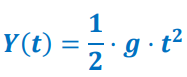 Y(t) = 1/2 · g · t²